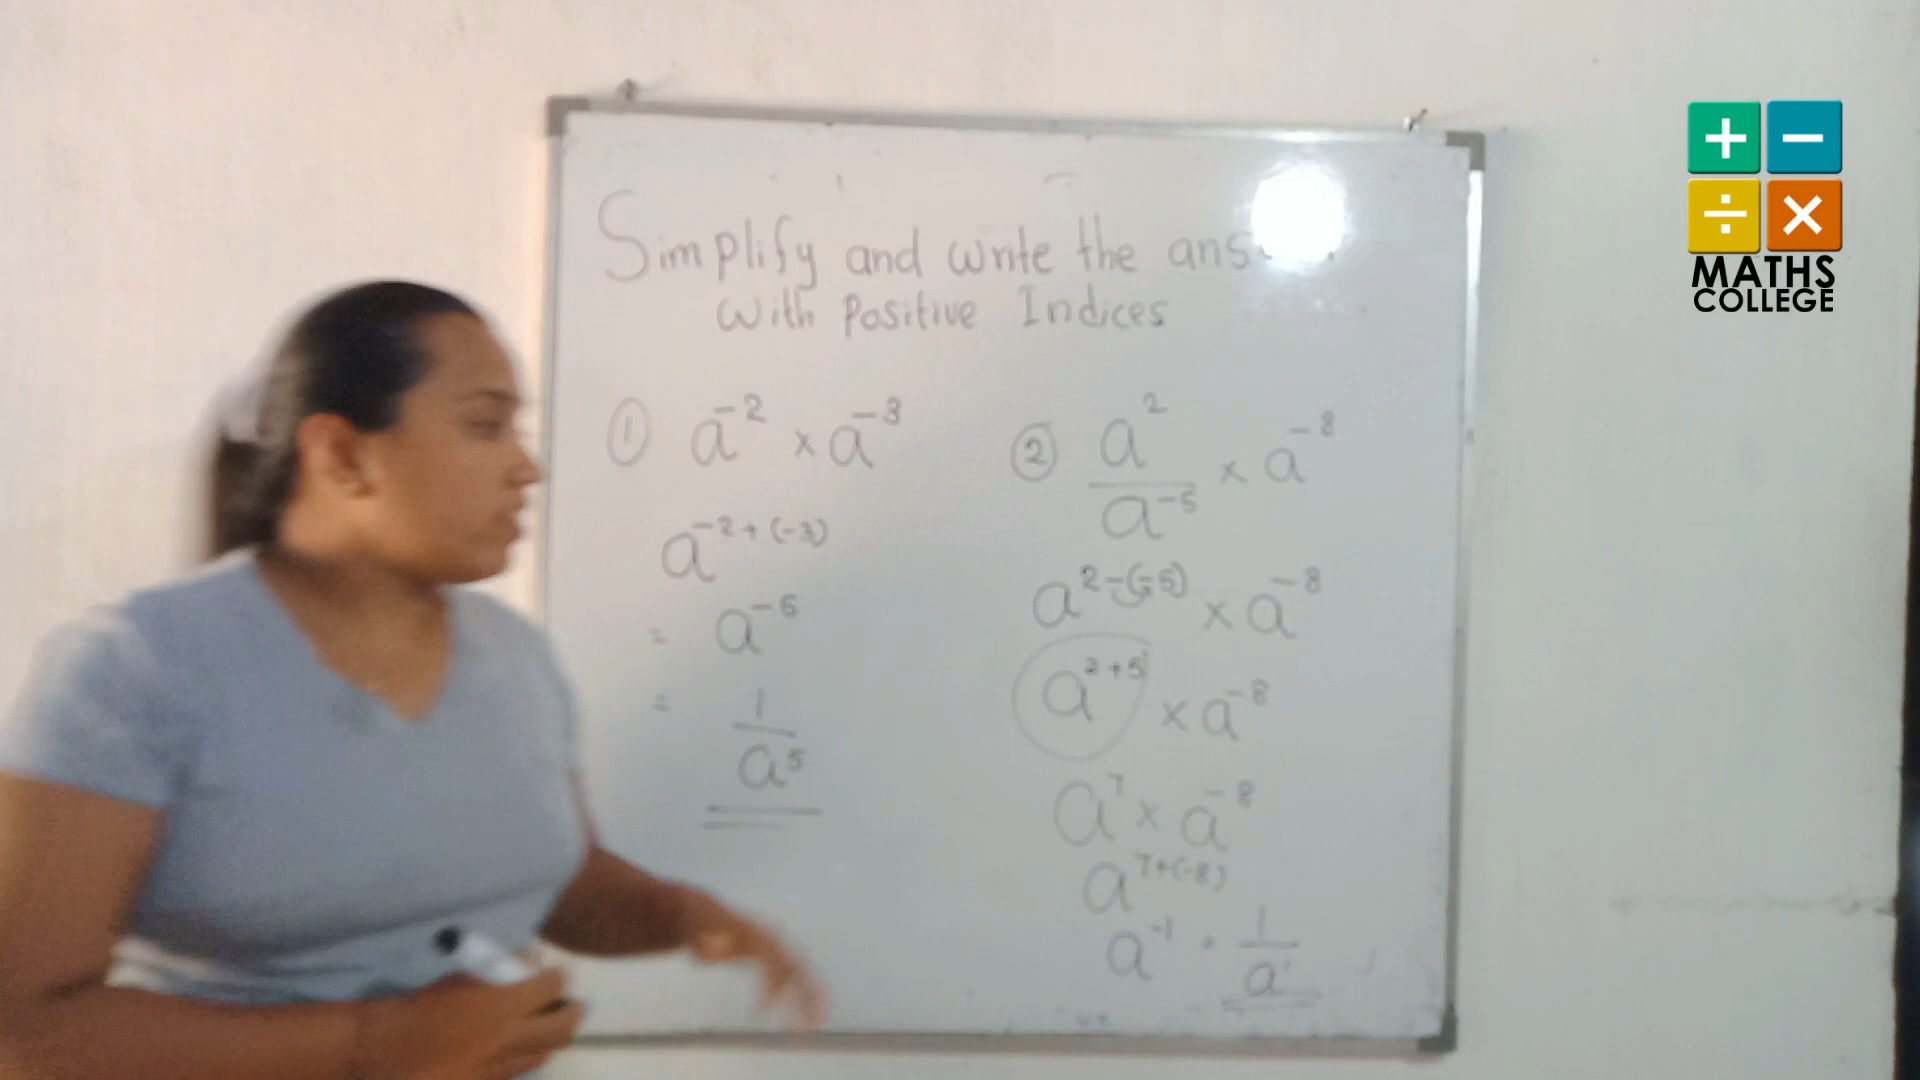 Simplify and write the ans
With Positive Indices
① a⁻² × a⁻³
a⁻²⁺⁽⁻³⁾
= a⁻⁵
= 1/a⁵
② a²/a⁻⁵ × a⁻⁸
a²⁻⁽⁻⁵⁾ × a⁻⁸
a²⁺⁵ × a⁻⁸
a⁷ × a⁻⁸
a⁷⁺⁽⁻⁸⁾
a⁻¹ = 1/a¹
+ −
÷ ×
MATHS
COLLEGE